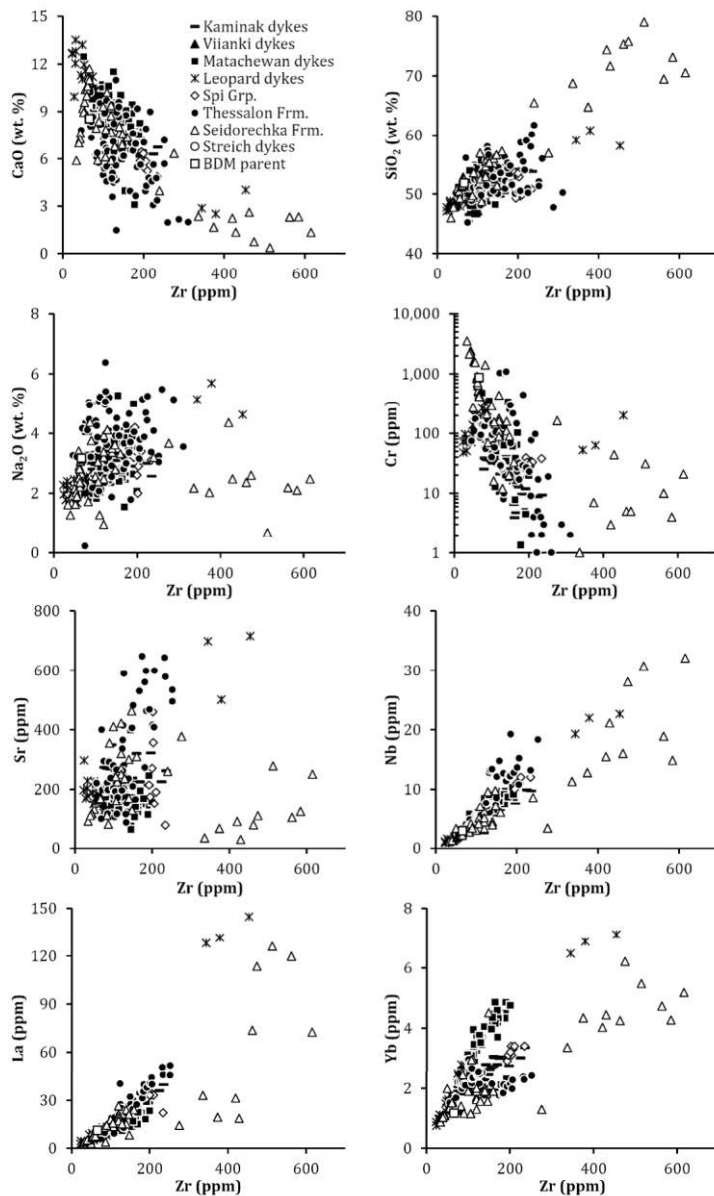 Kaminak dykes
Viianki dykes
Matachewan dykes
Leopard dykes
Spi Grp.
Thessalon Frm.
Seidorechka Frm.
Streich dykes
BDM parent
CaO (wt. %)
15
12
9
6
3
0
0 200 400 600
Zr (ppm)
SiO₂ (wt. %)
80
70
60
50
40
0 200 400 600
Zr (ppm)
Na₂O (wt. %)
8
6
4
2
0
0 200 400 600
Zr (ppm)
Cr (ppm)
10,000
1,000
100
10
1
0 200 400 600
Zr (ppm)
Sr (ppm)
800
600
400
200
0
0 200 400 600
Zr (ppm)
Nb (ppm)
40
30
20
10
0
0 200 400 600
Zr (ppm)
La (ppm)
150
120
90
60
30
0
0 200 400 600
Zr (ppm)
Yb (ppm)
8
6
4
2
0
0 200 400 600
Zr (ppm)